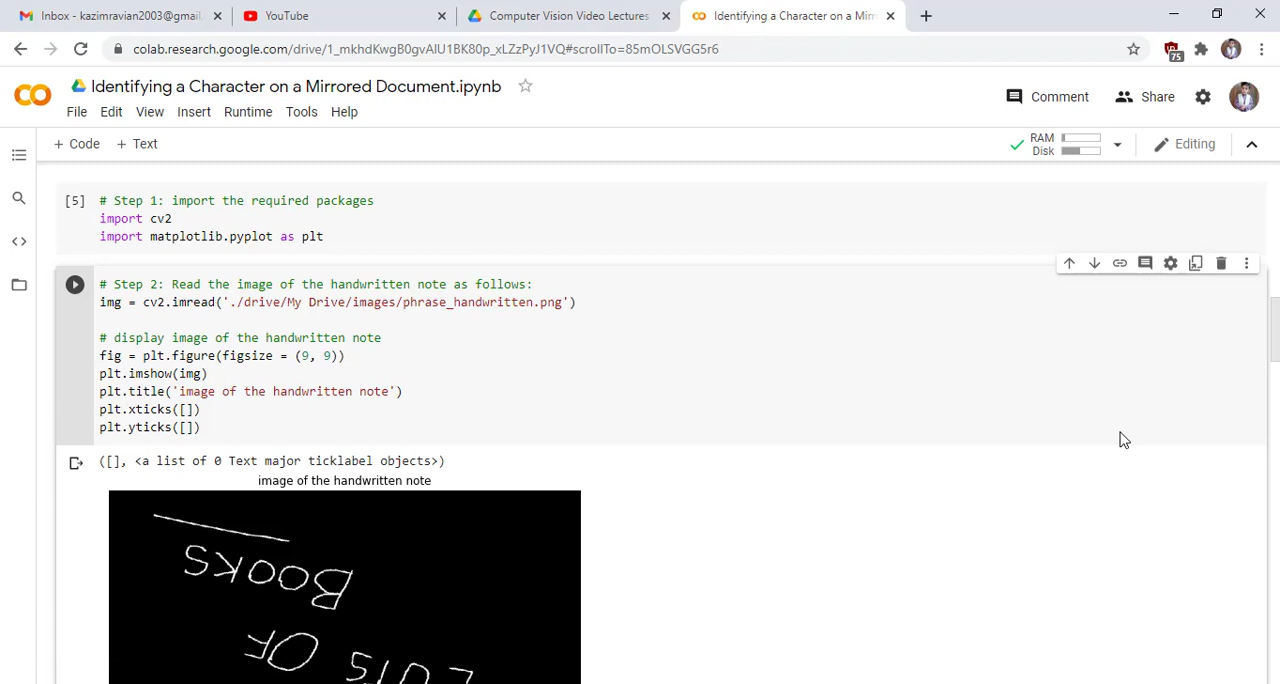 Inbox - kazimravian2003@gmail.
YouTube
Computer Vision Video Lectures
Identifying a Character on a Mirr
colab.research.google.com/drive/1_mkhdKwgB0gvAIU1BK80p_xLZzPyJ1VQ#scrollTo=85mOLSVGG5r6
75
Identifying a Character on a Mirrored Document.ipynb
Comment
Share
File Edit View Insert Runtime Tools Help
+ Code + Text
RAM
Disk
Editing
[5] # Step 1: import the required packages
import cv2
import matplotlib.pyplot as plt
# Step 2: Read the image of the handwritten note as follows:
img = cv2.imread('./drive/My Drive/images/phrase_handwritten.png')
# display image of the handwritten note
fig = plt.figure(figsize = (9, 9))
plt.imshow(img)
plt.title('image of the handwritten note')
plt.xticks([])
plt.yticks([])
([], <a list of 0 Text major ticklabel objects>)
image of the handwritten note
BOOKS
OF
LOTS